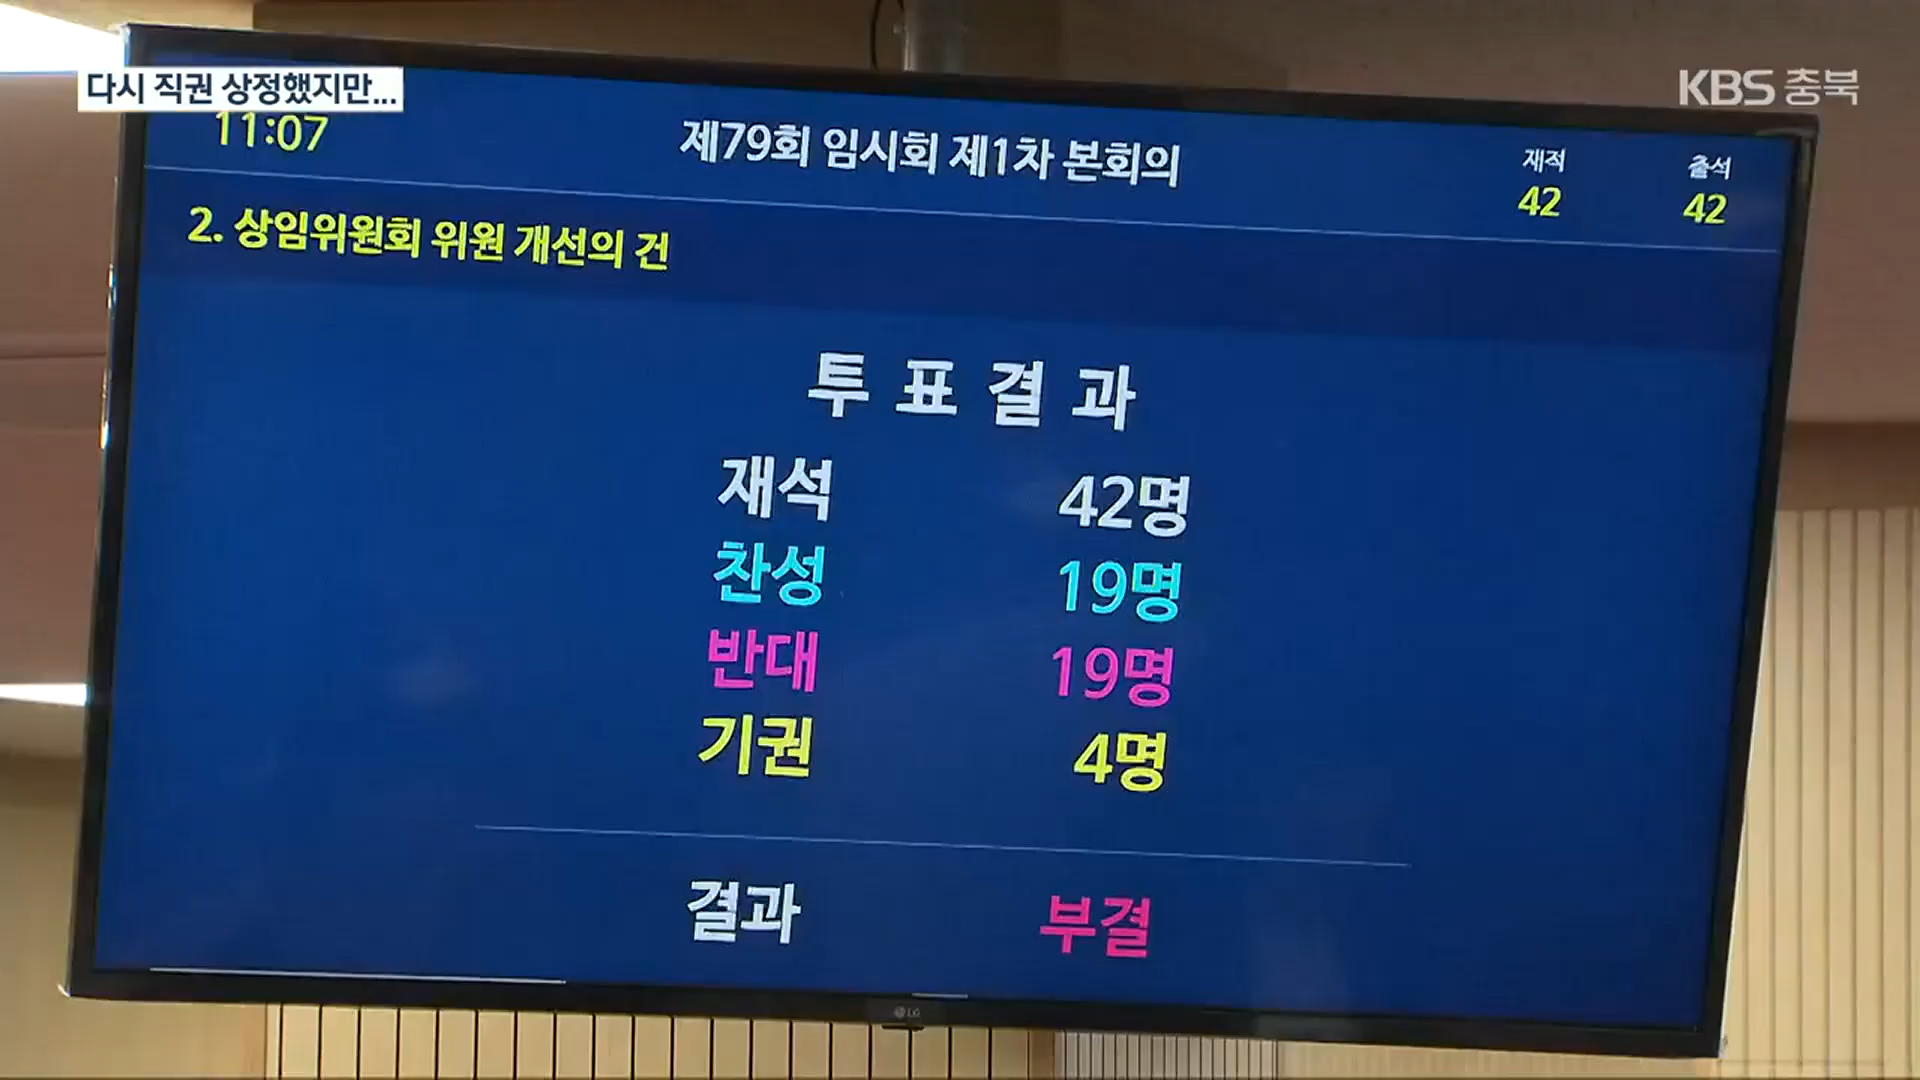 다시 직권 상정했지만...
KBS 충북
11:07
제79회 임시회 제1차 본회의
재적
42
출석
42
2. 상임위원회 위원 개선의 건
투표결과
재석 42명
찬성 19명
반대 19명
기권 4명
결과 부결
LG